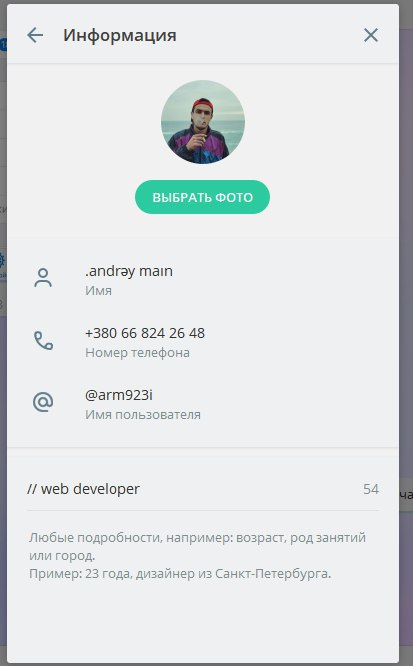 Информация
ВЫБРАТЬ ФОТО
.andrəy maın
Имя
+380 66 824 26 48
Номер телефона
@arm923i
Имя пользователя
// web developer
54
Любые подробности, например: возраст, род занятий
или город.
Пример: 23 года, дизайнер из Санкт-Петербурга.